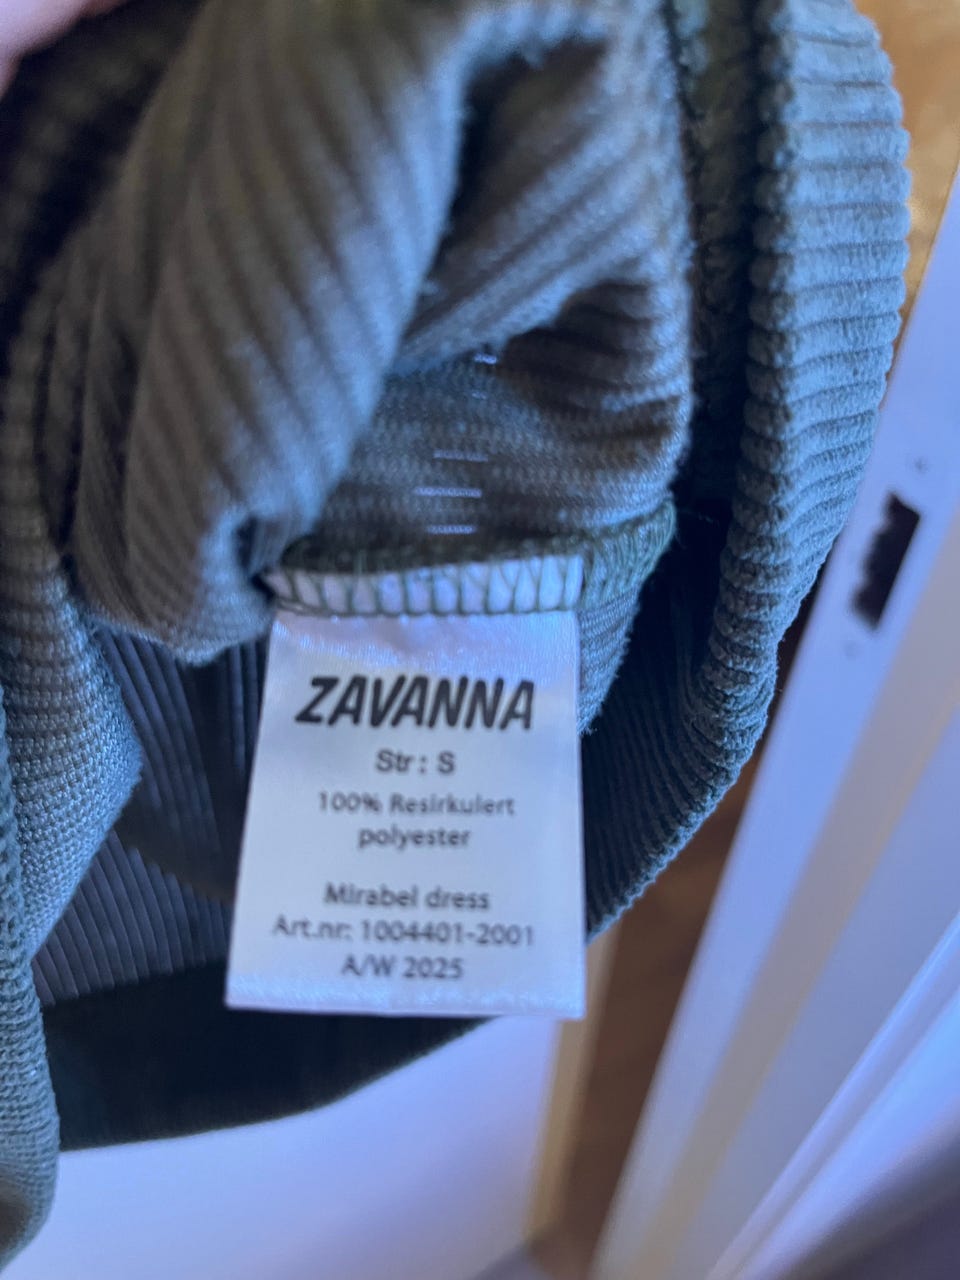 ZAVANNA
Str: S
100% Resirkulert
polyester
Mirabel dress
Art.nr: 1004401-2001
A/W 2025